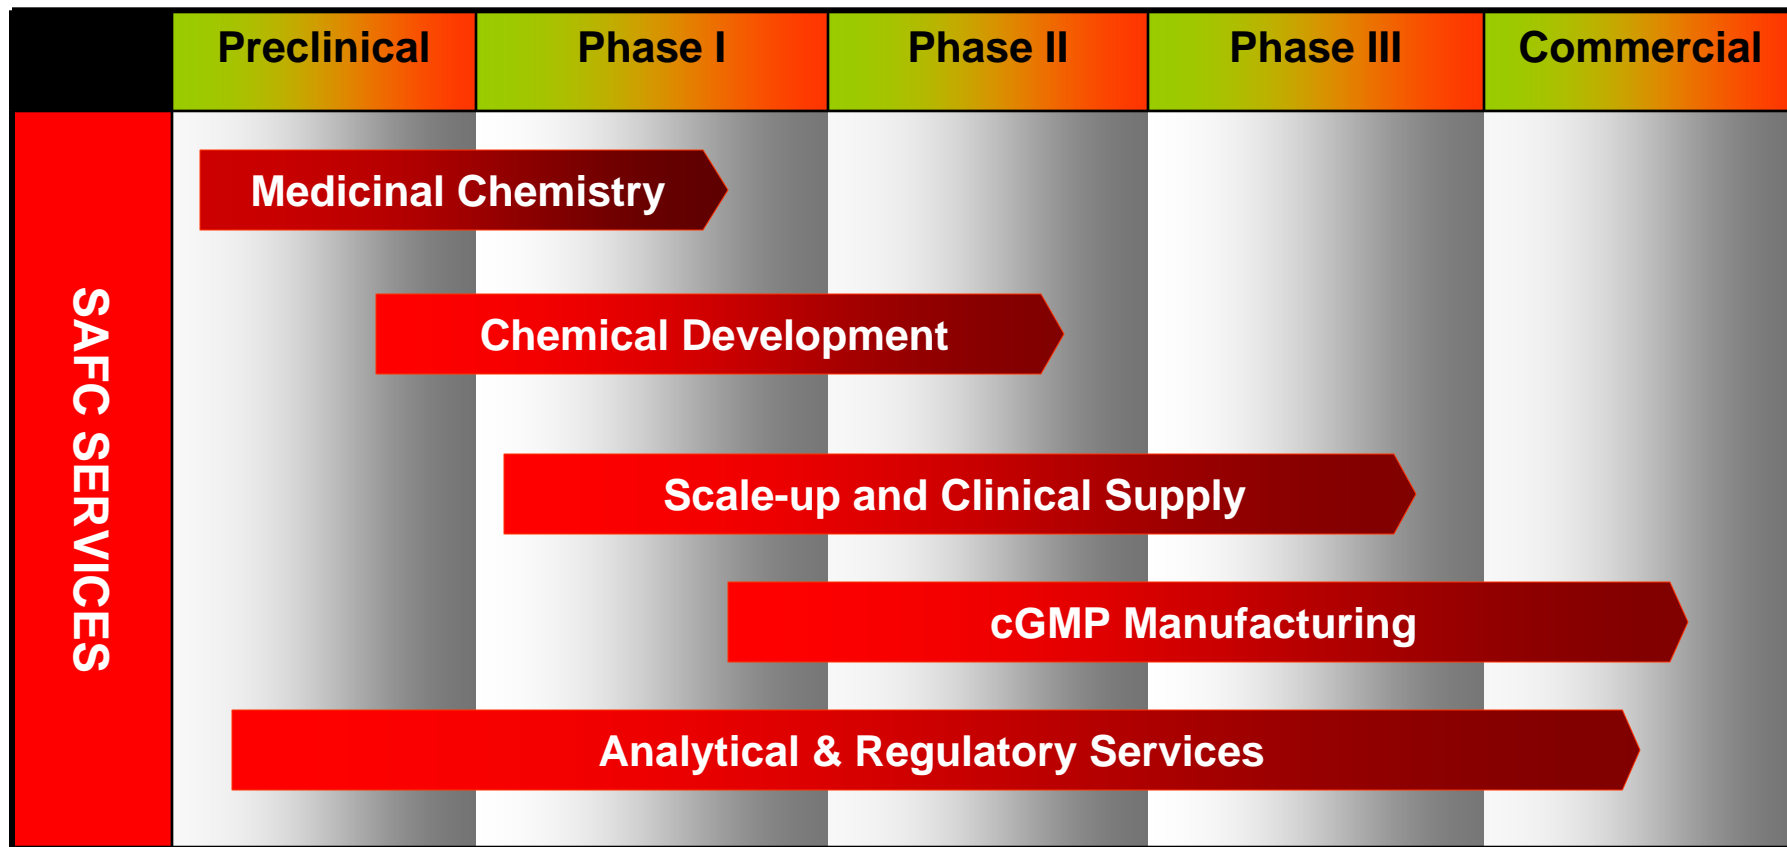 Preclinical Phase I Phase II Phase III Commercial
SAFC SERVICES
Medicinal Chemistry
Chemical Development
Scale-up and Clinical Supply
cGMP Manufacturing
Analytical & Regulatory Services